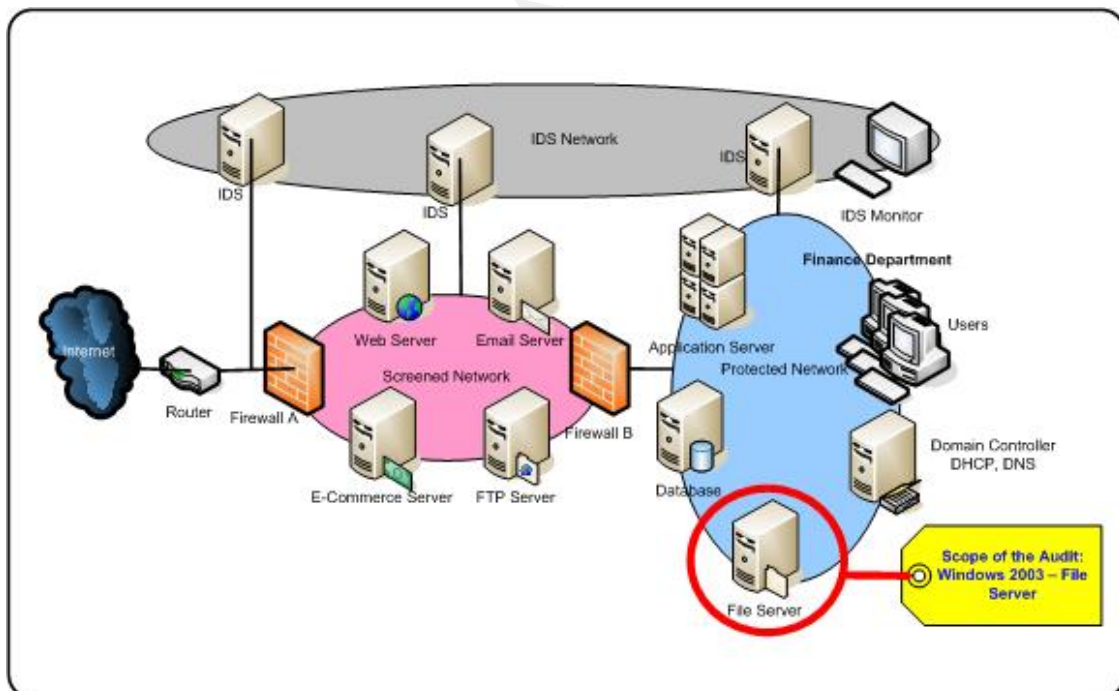 IDS Network
IDS
IDS
IDS
IDS Monitor
Finance Department
Web Server
Email Server
Application Server
Users
Internet
Screened Network
Protected Network
Router
Firewall A
Firewall B
E-Commerce Server
FTP Server
Database
Domain Controller
DHCP, DNS
File Server
Scope of the Audit:
Windows 2003 – File
Server